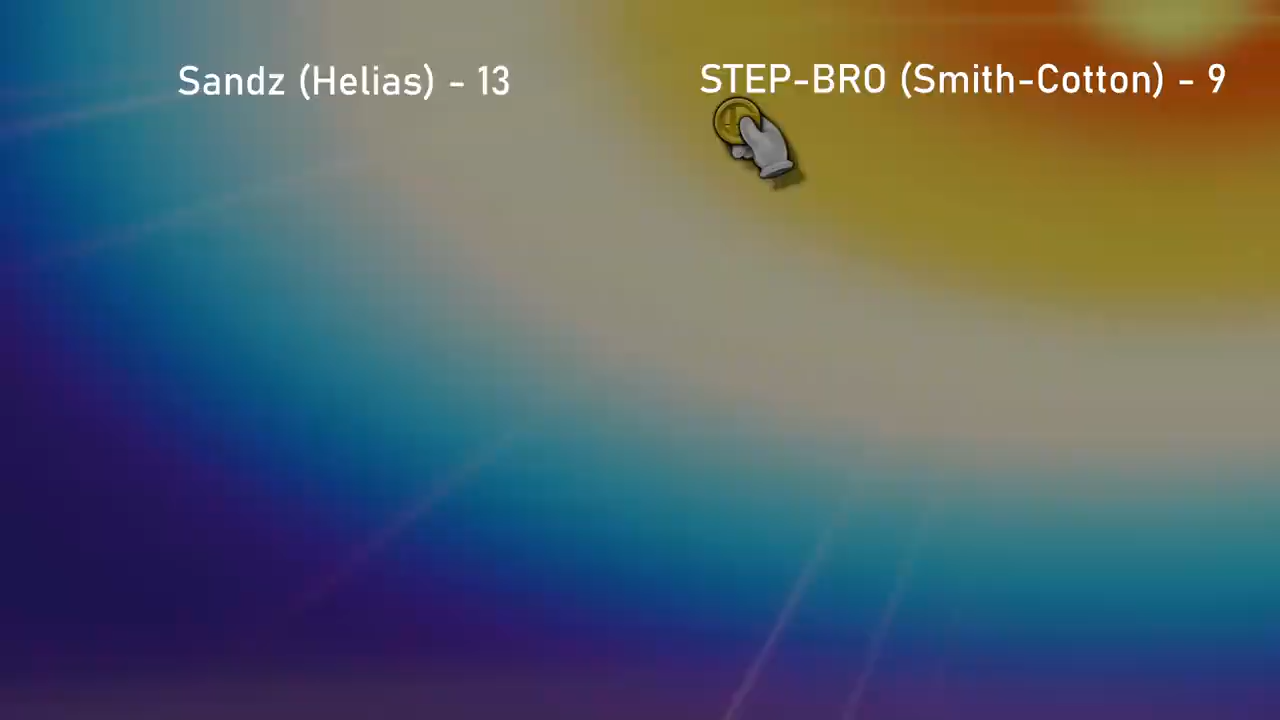 Sandz (Helias) - 13
STEP-BRO (Smith-Cotton) - 9